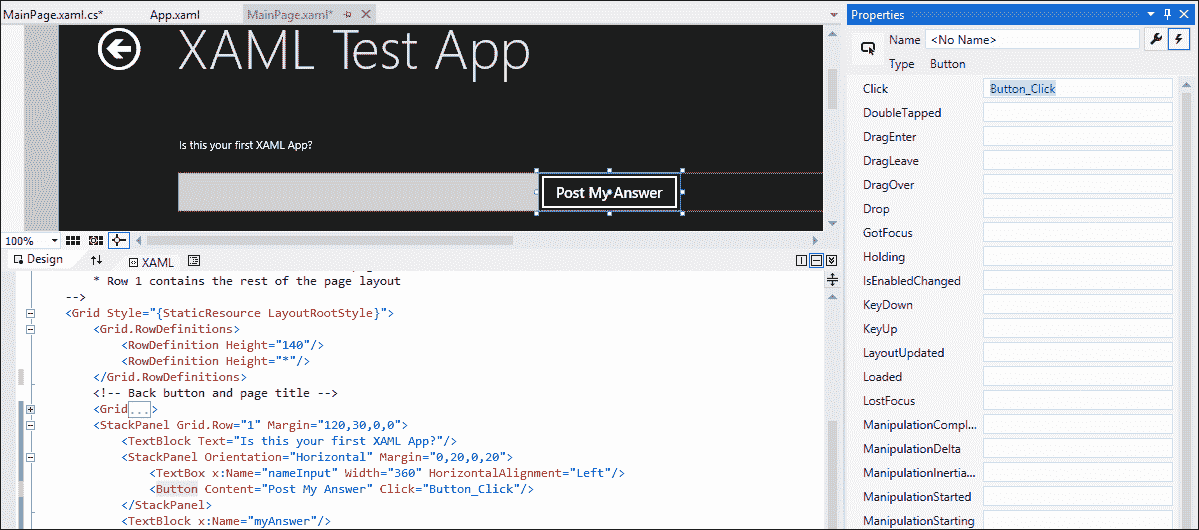 MainPage.xaml.cs* App.xaml MainPage.xaml*
XAML Test App
Is this your first XAML App?
Post My Answer
100%
Design XAML
* Row 1 contains the rest of the page layout
-->
<Grid Style="{StaticResource LayoutRootStyle}">
<Grid.RowDefinitions>
<RowDefinition Height="140"/>
<RowDefinition Height="*"/>
</Grid.RowDefinitions>
<!-- Back button and page title -->
<Grid...>
<StackPanel Grid.Row="1" Margin="120,30,0,0">
<TextBlock Text="Is this your first XAML App?"/>
<StackPanel Orientation="Horizontal" Margin="0,20,0,20">
<TextBox x:Name="nameInput" Width="360" HorizontalAlignment="Left"/>
<Button Content="Post My Answer" Click="Button_Click"/>
</StackPanel>
<TextBlock x:Name="myAnswer"/>
Properties
Name <No Name>
Type Button
Click Button_Click
DoubleTapped
DragEnter
DragLeave
DragOver
Drop
GotFocus
Holding
IsEnabledChanged
KeyDown
KeyUp
LayoutUpdated
Loaded
LostFocus
ManipulationCompl...
ManipulationDelta
ManipulationInertia...
ManipulationStarted
ManipulationStarting